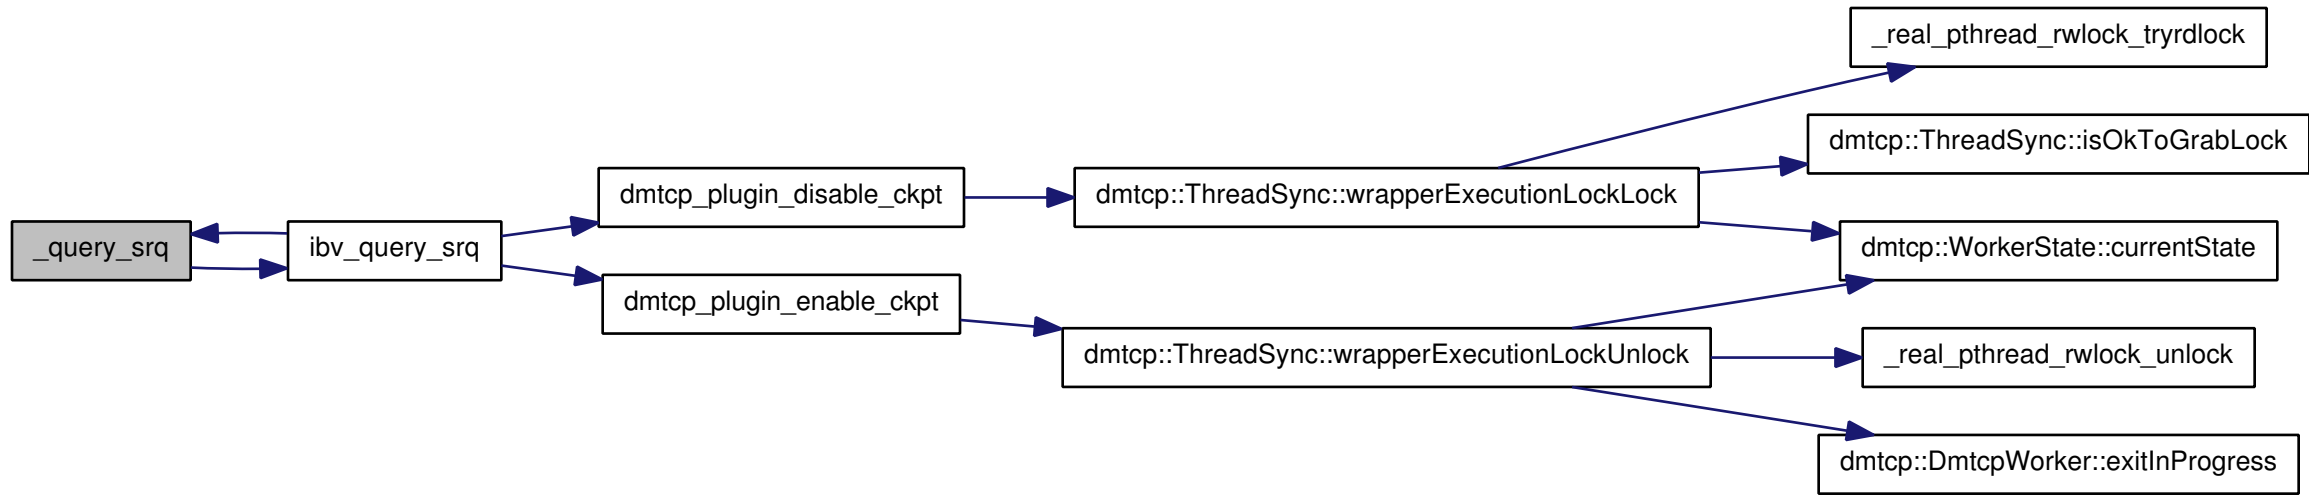 _real_pthread_rwlock_tryrdlock
dmtcp::ThreadSync::isOkToGrabLock
dmtcp_plugin_disable_ckpt
dmtcp::ThreadSync::wrapperExecutionLockLock
_query_srq
ibv_query_srq
dmtcp::WorkerState::currentState
dmtcp_plugin_enable_ckpt
dmtcp::ThreadSync::wrapperExecutionLockUnlock
_real_pthread_rwlock_unlock
dmtcp::DmtcpWorker::exitInProgress